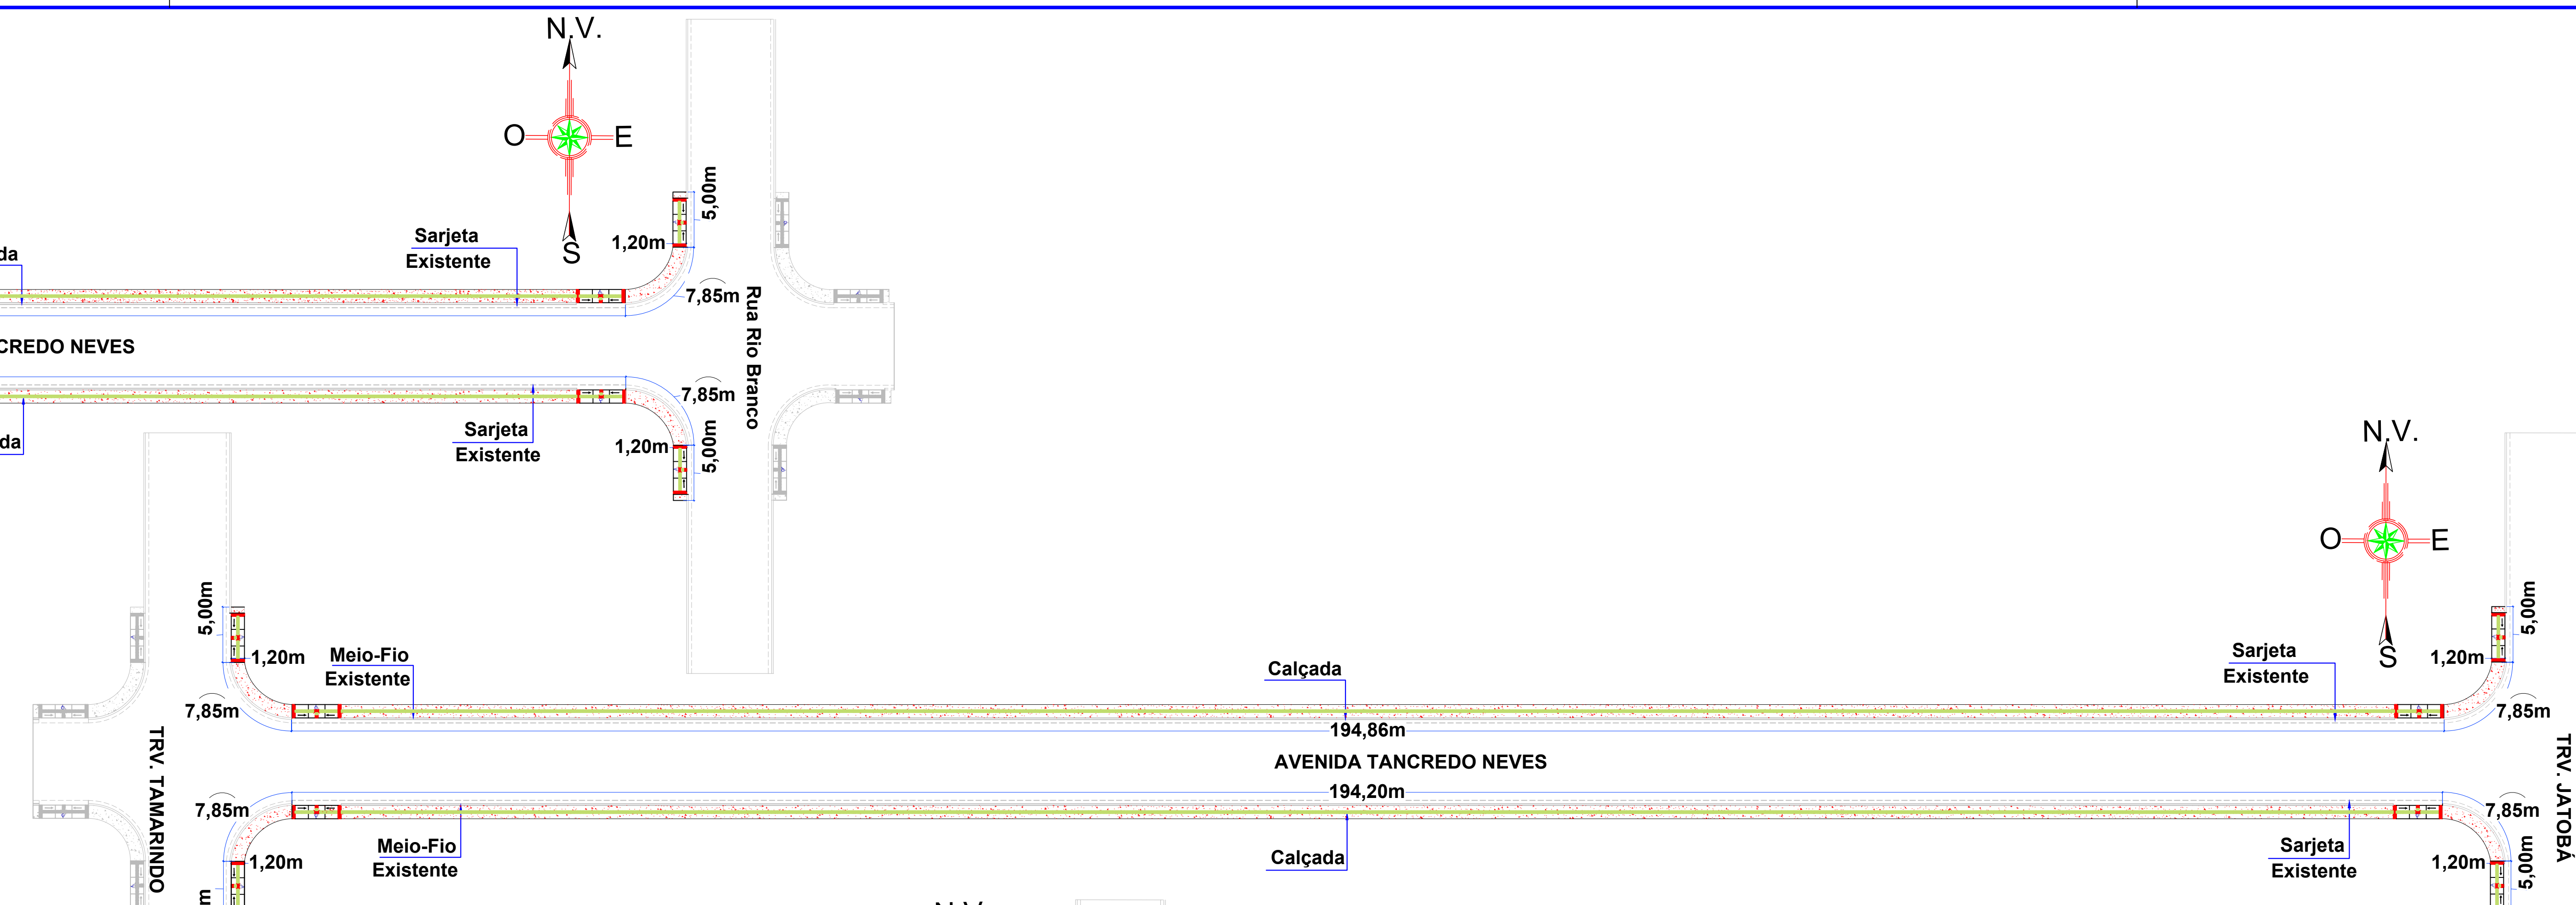 N.V.
O
E
S
5,00m
1,20m
7,85m
Sarjeta
Existente
da
CREDO NEVES
Rua Rio Branco
7,85m
5,00m
1,20m
Sarjeta
Existente
da
N.V.
O
E
S
5,00m
1,20m
7,85m
Meio-Fio
Existente
Calçada
194,86m
Sarjeta
Existente
5,00m
1,20m
7,85m
TRV. TAMARINDO
AVENIDA TANCREDO NEVES
TRV. JATOBÁ
194,20m
7,85m
1,20m
m
Meio-Fio
Existente
Calçada
Sarjeta
Existente
7,85m
1,20m
5,00m